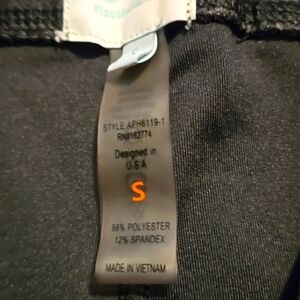 STYLE APH6119-1
RN#162774
Designed in
U S A
S
88% POLYESTER
12% SPANDEX
MADE IN VIETNAM